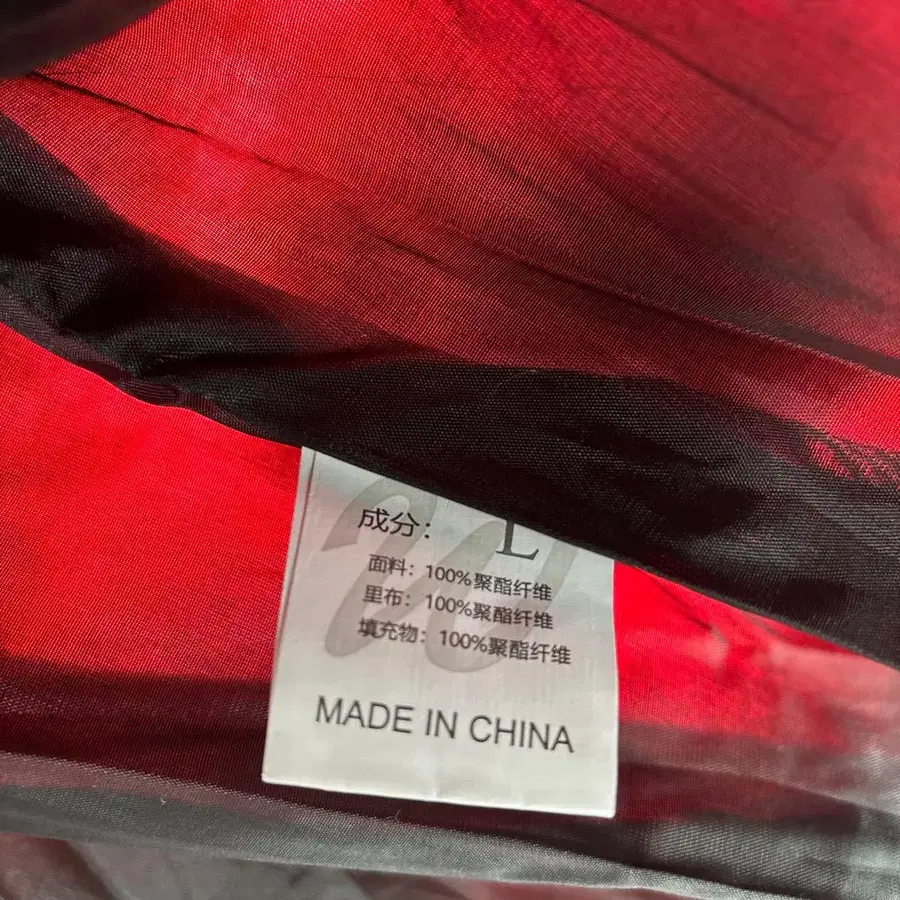 成分： L
面料：100%聚酯纤维
里布：100%聚酯纤维
填充物：100%聚酯纤维
MADE IN CHINA